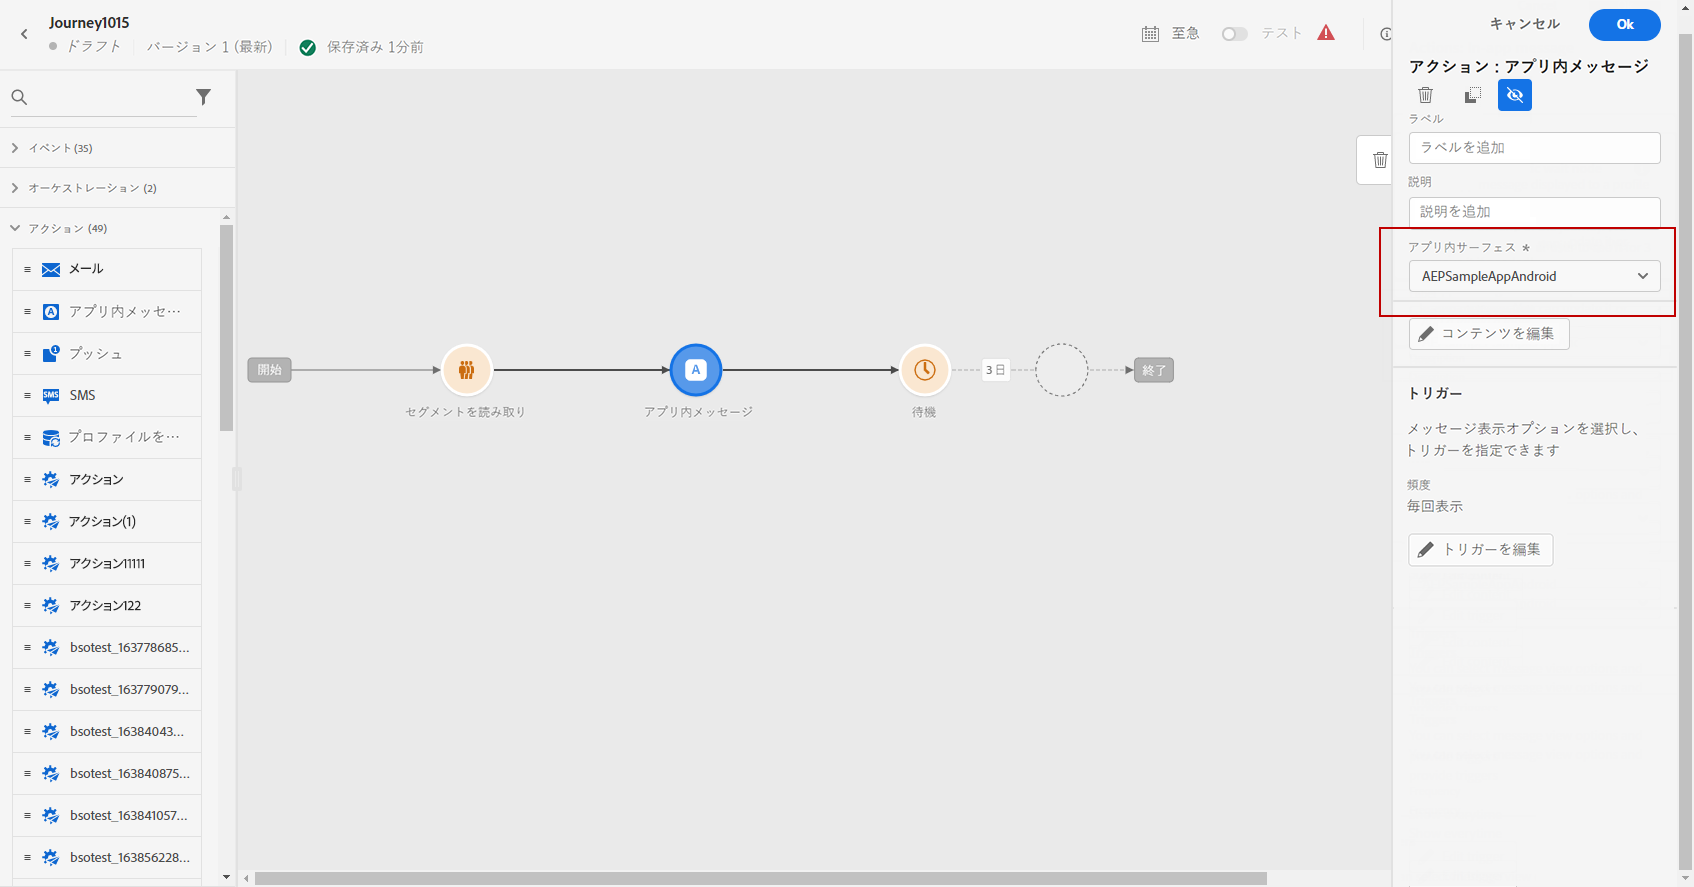 Journey1015
ドラフト
バージョン 1 (最新)
保存済み 1分前
至急
テスト
キャンセル
Ok
アクション : アプリ内メッセージ
ラベル
ラベルを追加
説明
説明を追加
アプリ内サーフェス *
AEPSampleAppAndroid
コンテンツを編集
トリガー
メッセージ表示オプションを選択し、
トリガーを指定できます
頻度
毎回表示
トリガーを編集
イベント (35)
オーケストレーション (2)
アクション (49)
メール
アプリ内メッセ…
プッシュ
SMS
SMS
プロファイルを…
アクション
アクション(1)
アクション11111
アクション122
bsotest_163778685...
bsotest_163779079...
bsotest_16384043...
bsotest_163840875...
bsotest_163841057...
bsotest_163856228...
開始
セグメントを読み取り
A
アプリ内メッセージ
待機
3 日
終了